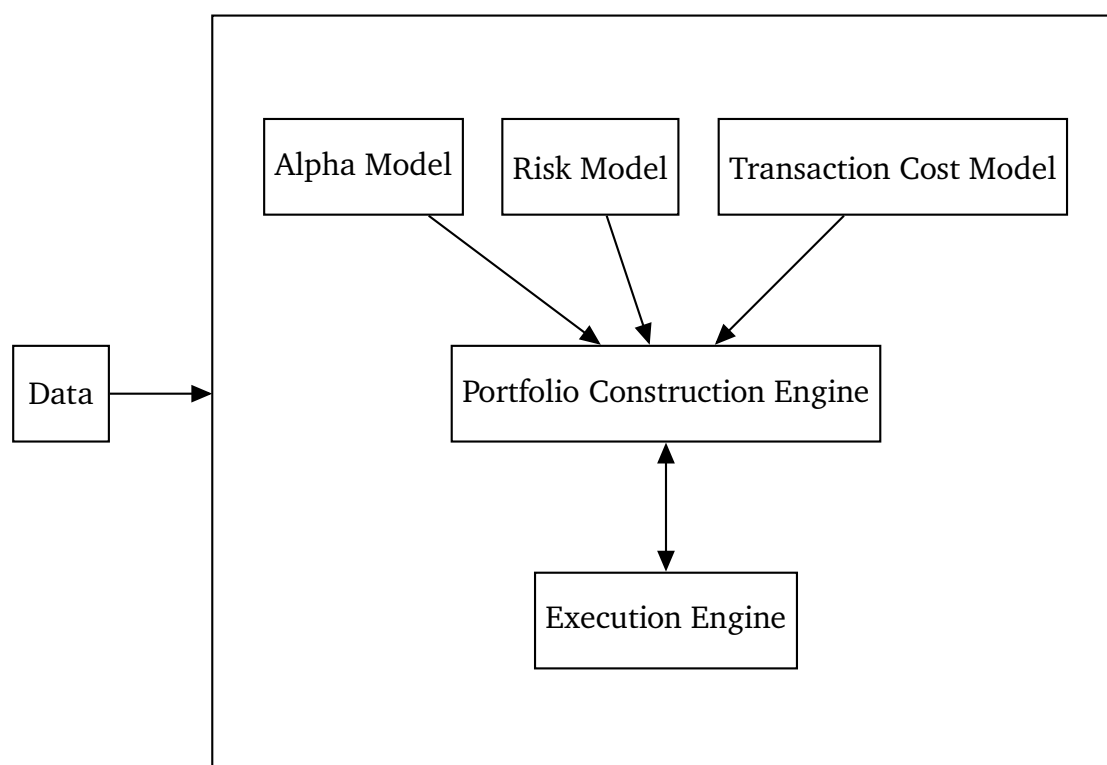 Alpha Model
Risk Model
Transaction Cost Model
Data
Portfolio Construction Engine
Execution Engine